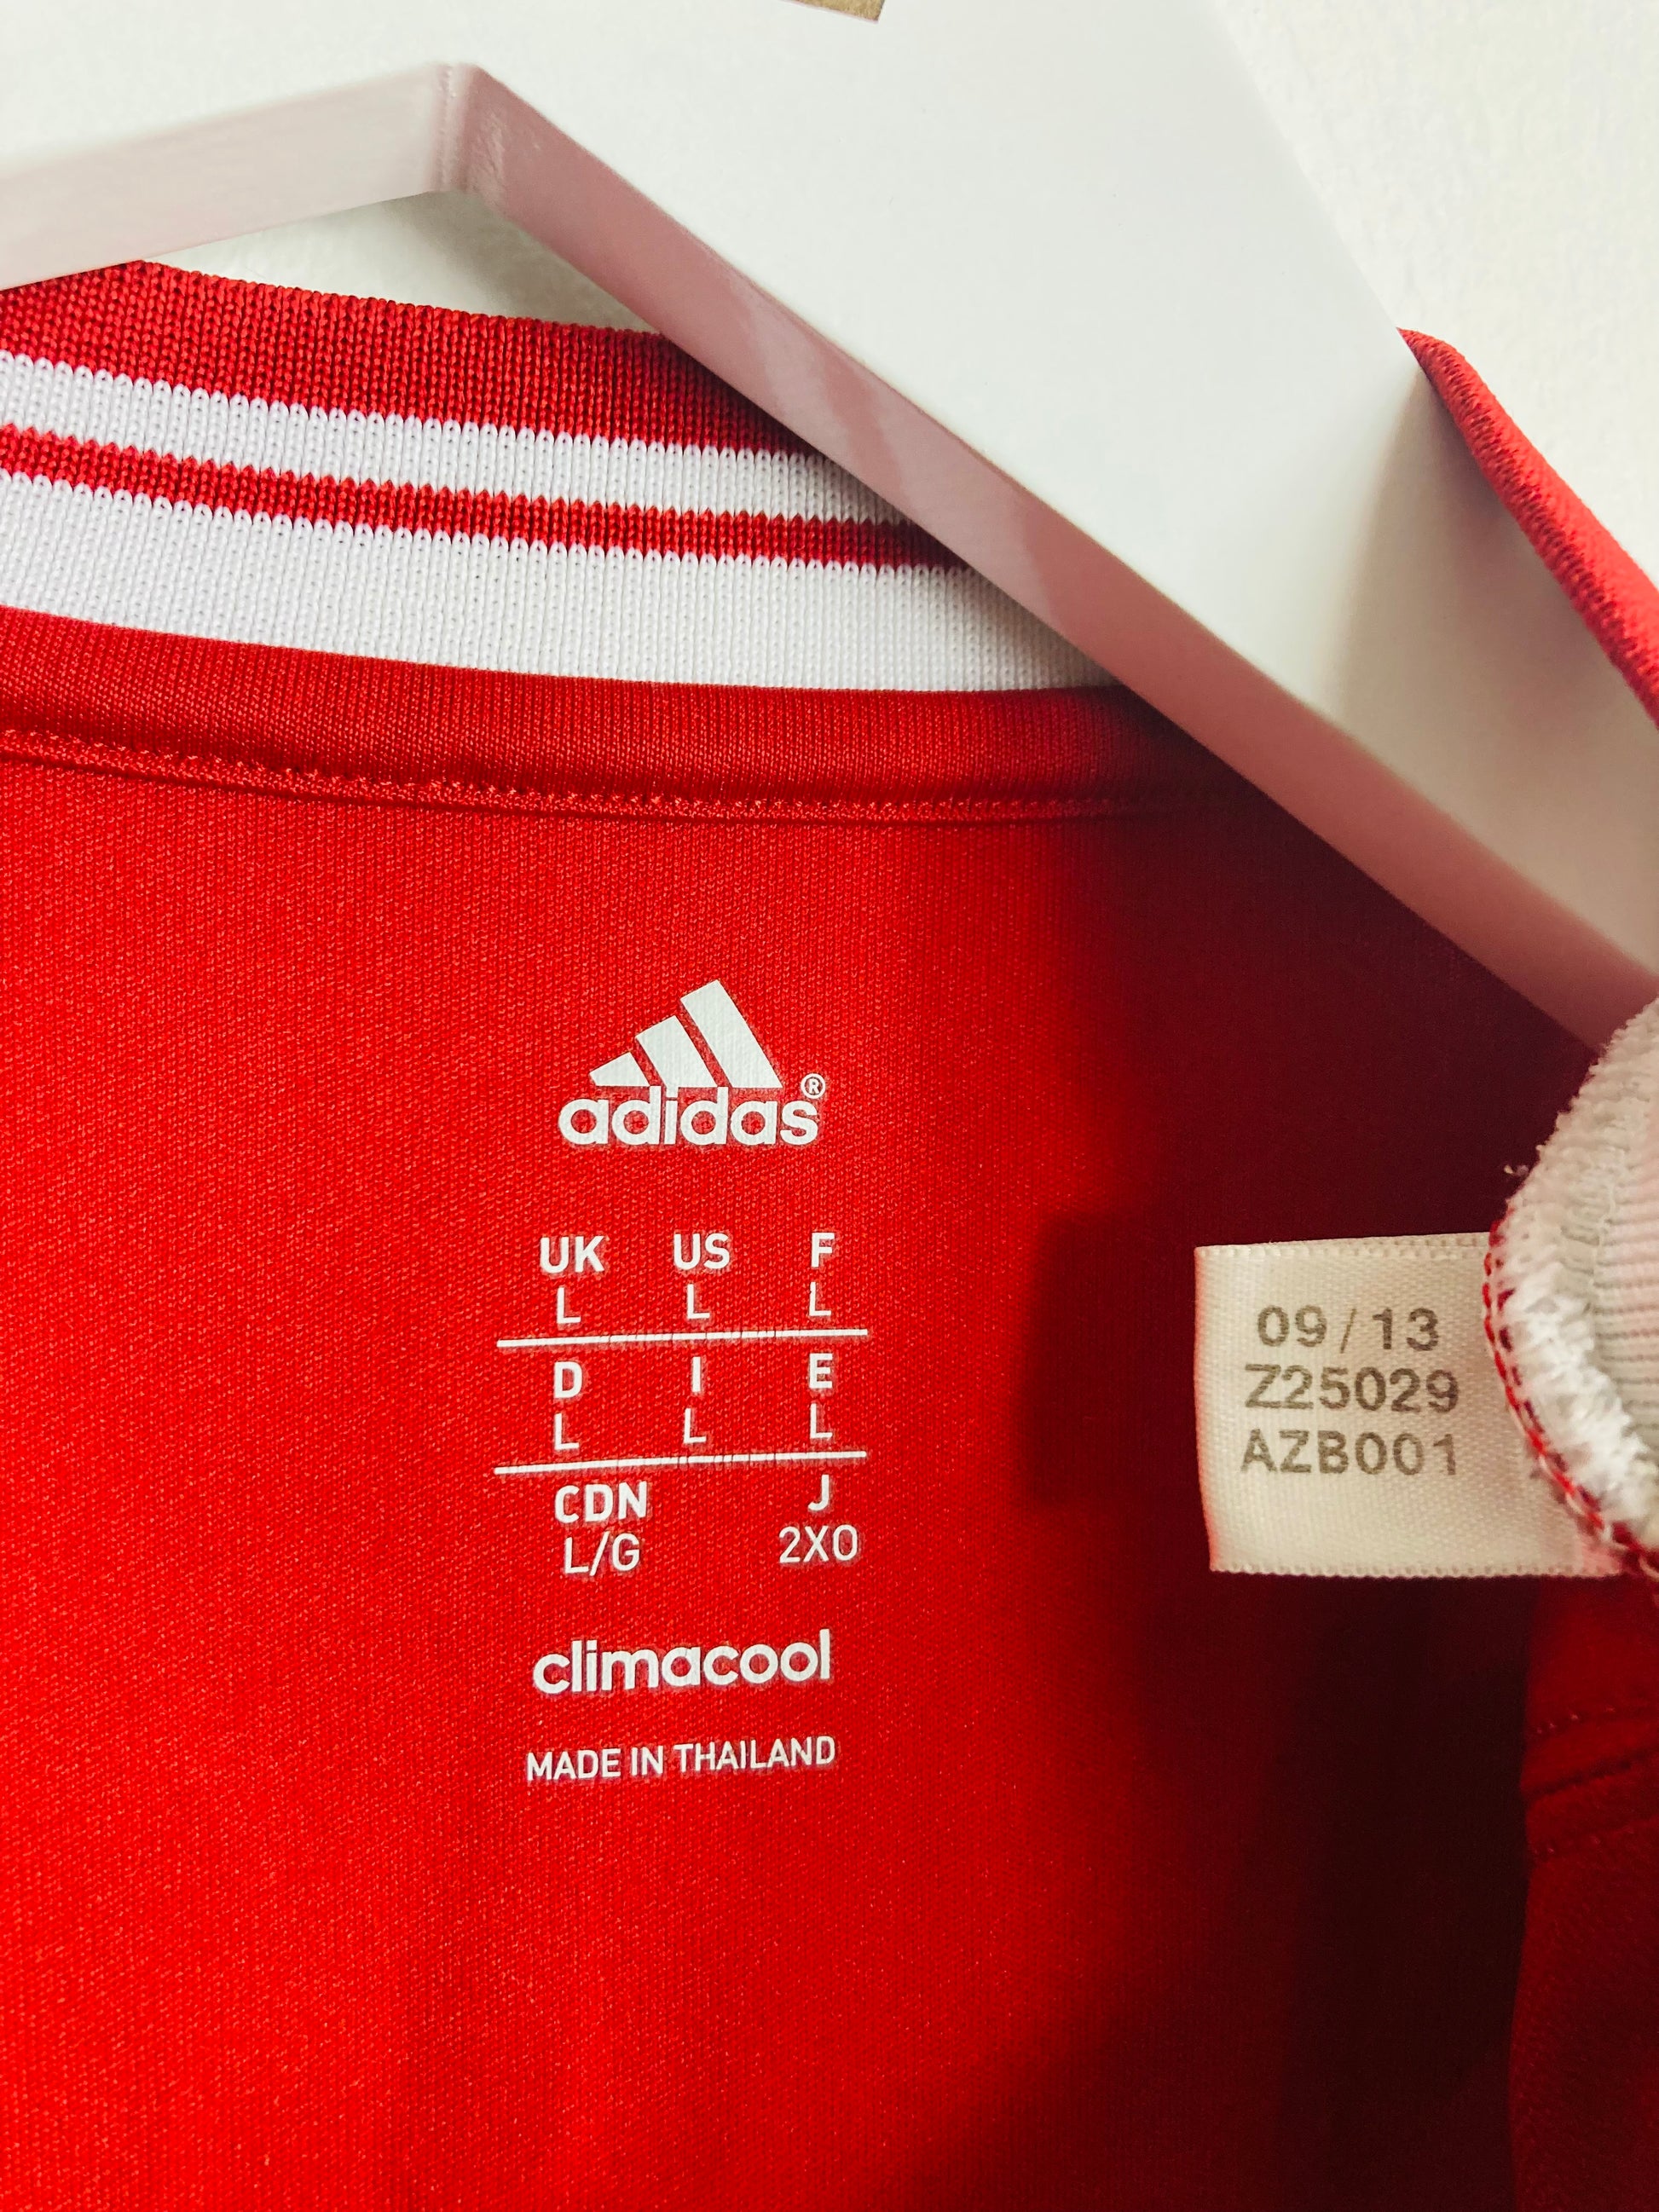 adidas®
UK US F
L L L
D I E
L L L
CDN J
L/G 2XO
climacool
MADE IN THAILAND
09/13
Z25029
AZB001